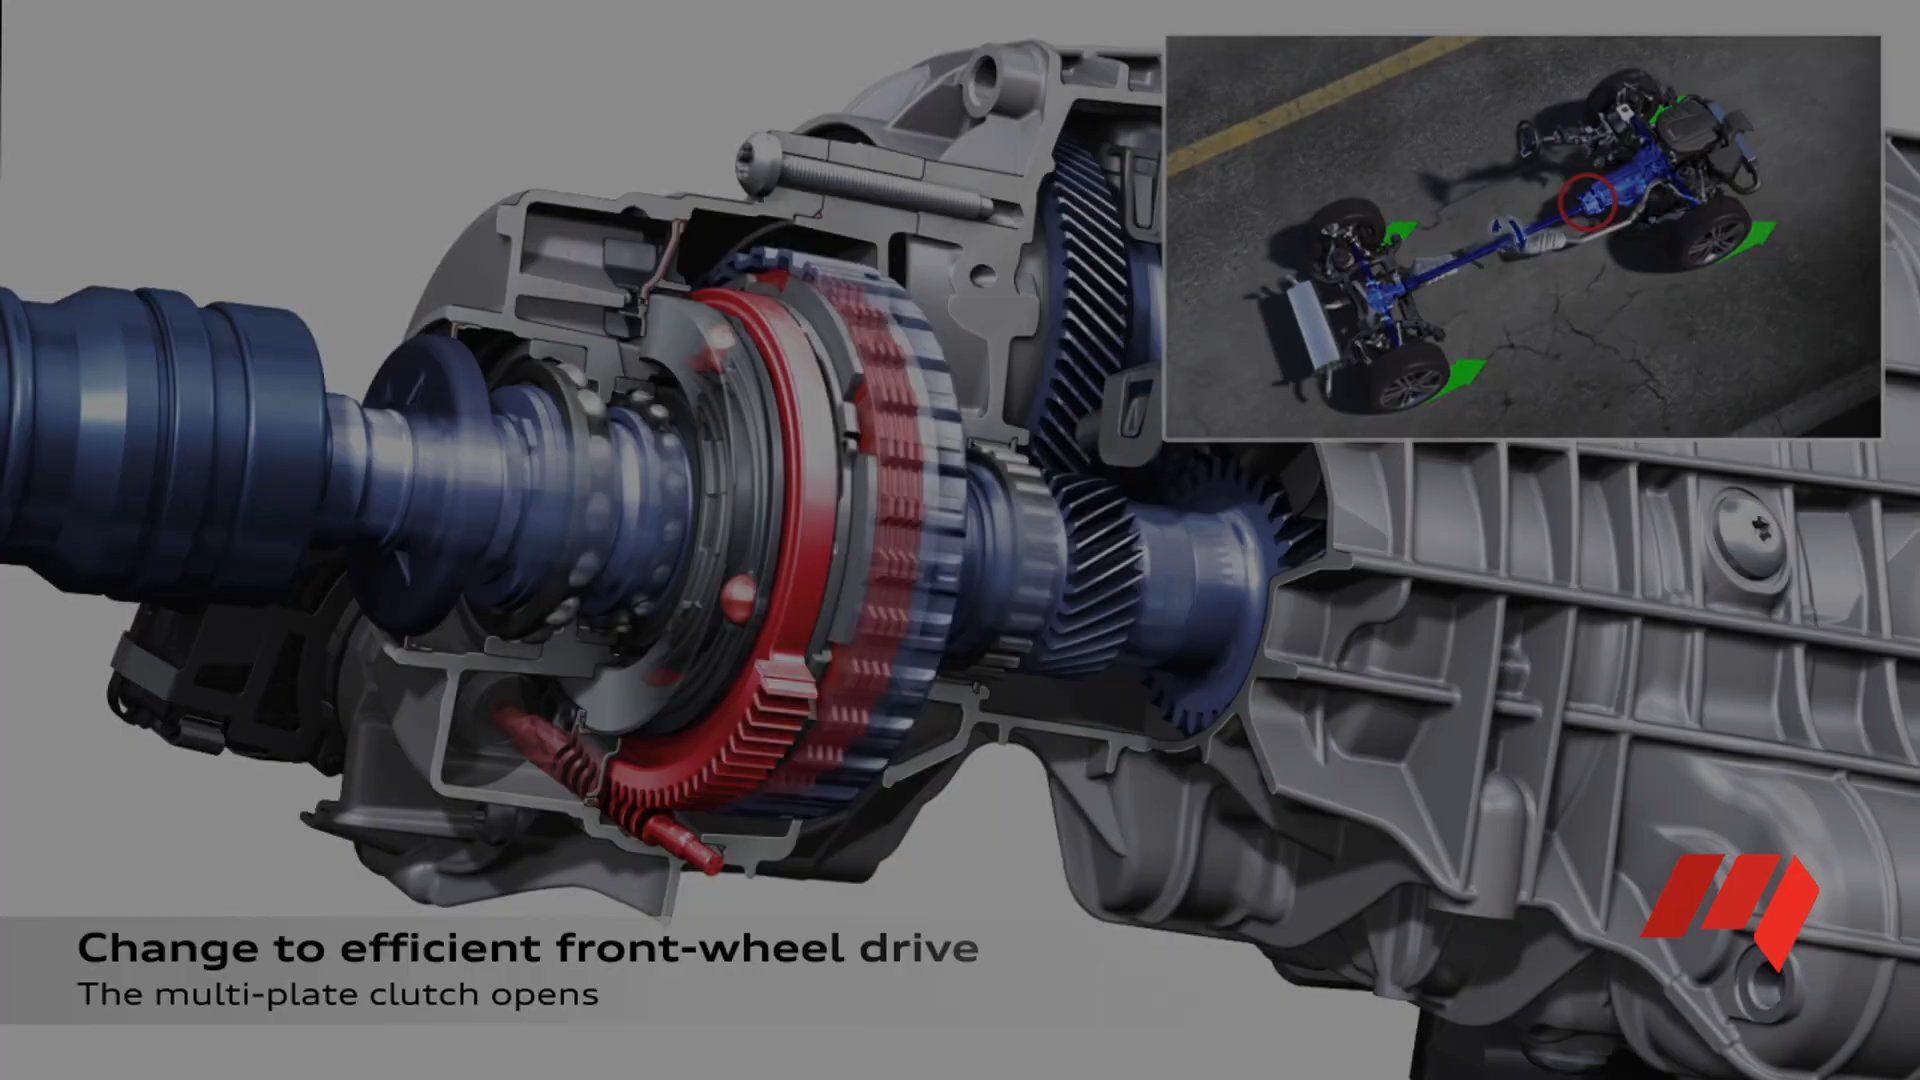 Change to efficient front-wheel drive
The multi-plate clutch opens